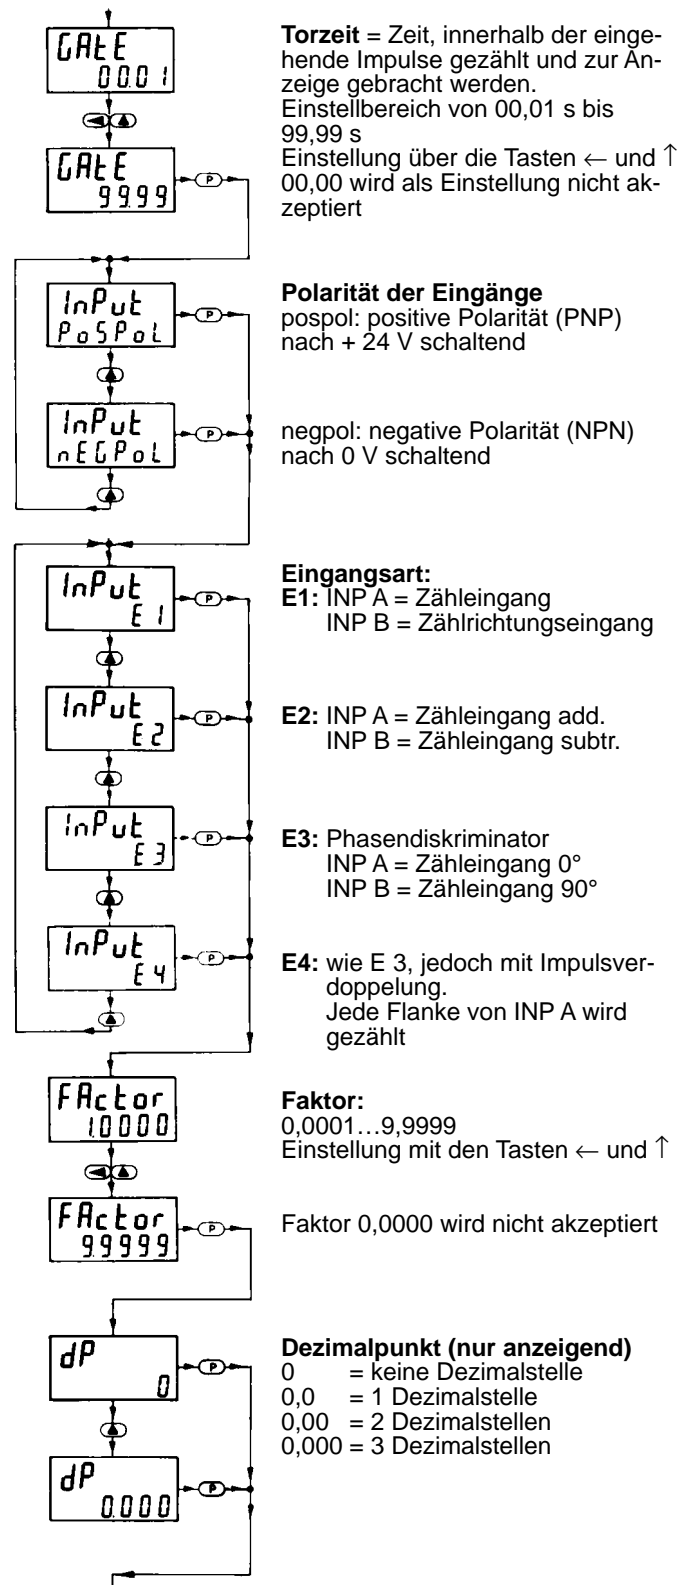 GAtE
00.01
Torzeit = Zeit, innerhalb der einge-
hende Impulse gezählt und zur An-
zeige gebracht werden.
Einstellbereich von 00,01 s bis
99,99 s
Einstellung über die Tasten ← und ↑
00,00 wird als Einstellung nicht ak-
zeptiert
GAtE
99.99
P
InPut
PoSPoL
P
Polarität der Eingänge
pospol: positive Polarität (PNP)
nach + 24 V schaltend
InPut
nEGPoL
P
negpol: negative Polarität (NPN)
nach 0 V schaltend
InPut
E 1
P
Eingangsart:
E1: INP A = Zähleingang
INP B = Zählrichtungseingang
InPut
E 2
P
E2: INP A = Zähleingang add.
INP B = Zähleingang subtr.
InPut
E 3
P
E3: Phasendiskriminator
INP A = Zähleingang 0°
INP B = Zähleingang 90°
InPut
E 4
P
E4: wie E 3, jedoch mit Impulsver-
doppelung.
Jede Flanke von INP A wird
gezählt
FActor
1.0000
Faktor:
0,0001...9,9999
Einstellung mit den Tasten ← und ↑
FActor
9.9999
P
Faktor 0,0000 wird nicht akzeptiert
dP
0
P
Dezimalpunkt (nur anzeigend)
0 = keine Dezimalstelle
0,0 = 1 Dezimalstelle
0,00 = 2 Dezimalstellen
0,000 = 3 Dezimalstellen
dP
0.000
P